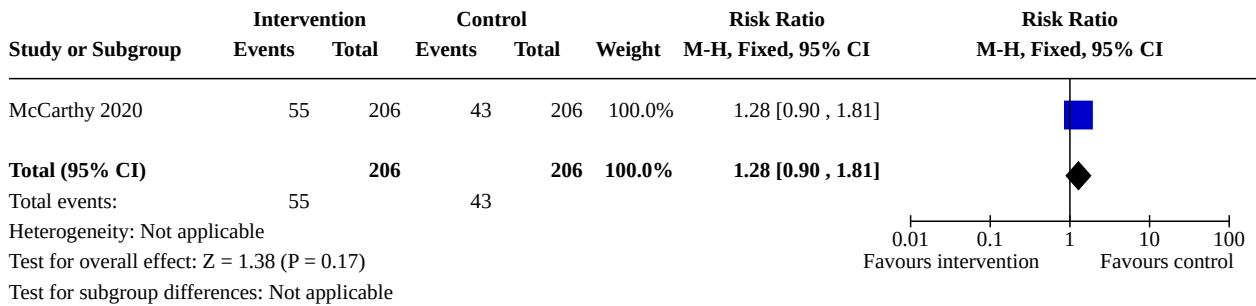 Intervention Control Risk Ratio Risk Ratio
Study or Subgroup Events Total Events Total Weight M-H, Fixed, 95% CI M-H, Fixed, 95% CI
McCarthy 2020 55 206 43 206 100.0% 1.28 [0.90 , 1.81]
Total (95% CI) 206 206 100.0% 1.28 [0.90 , 1.81]
Total events: 55 43
Heterogeneity: Not applicable
0.01 0.1 1 10 100
Test for overall effect: Z = 1.38 (P = 0.17) Favours intervention Favours control
Test for subgroup differences: Not applicable